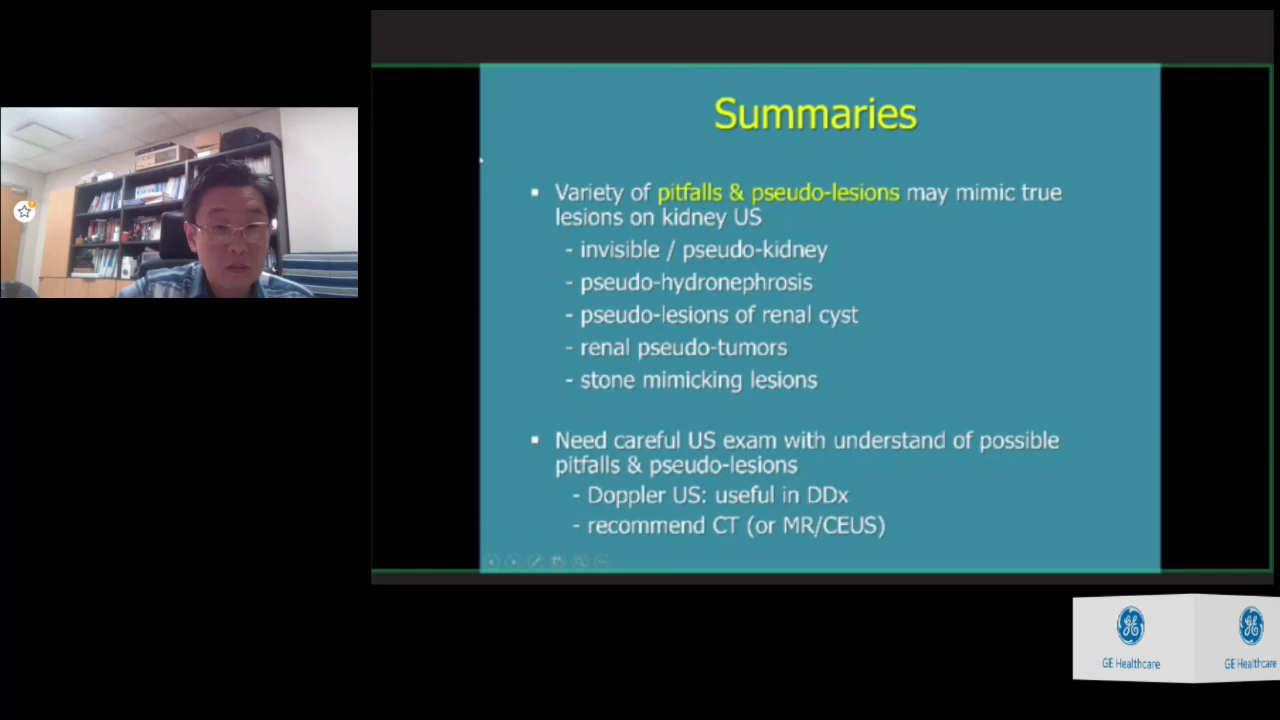 Summaries
▪ Variety of pitfalls & pseudo-lesions may mimic true
lesions on kidney US
- invisible / pseudo-kidney
- pseudo-hydronephrosis
- pseudo-lesions of renal cyst
- renal pseudo-tumors
- stone mimicking lesions
▪ Need careful US exam with understand of possible
pitfalls & pseudo-lesions
- Doppler US: useful in DDx
- recommend CT (or MR/CEUS)
GE Healthcare
GE Healthcare